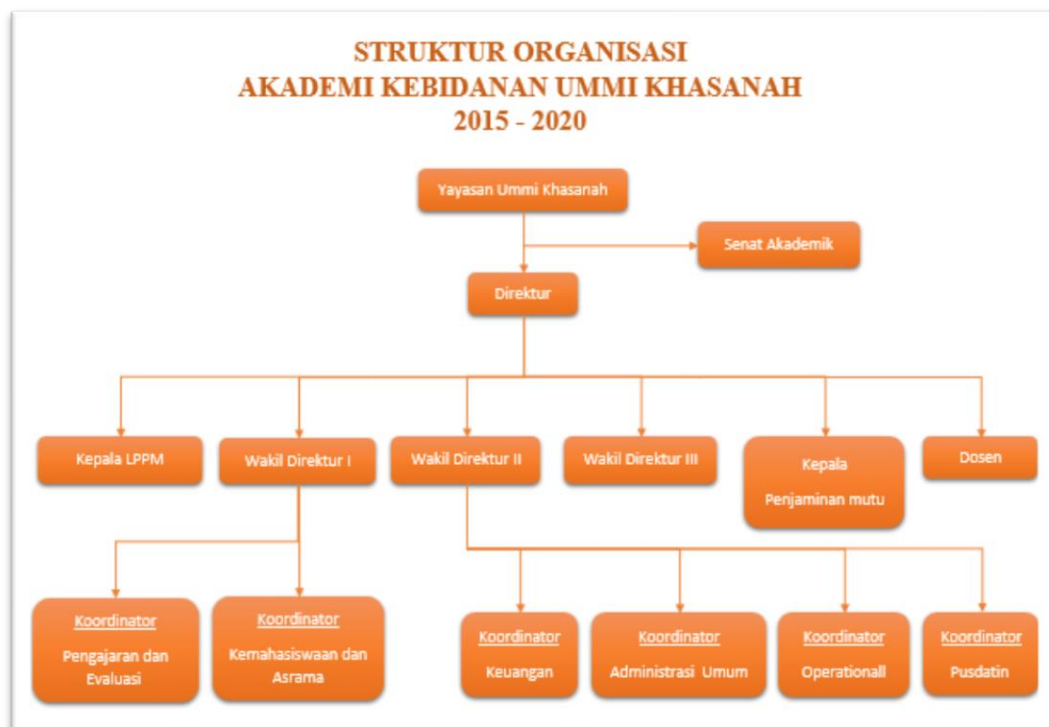 STRUKTUR ORGANISASI
AKADEMI KEBIDANAN UMMI KHASANAH
2015 - 2020
Yayasan Ummi Khasanah
Senat Akademik
Direktur
Kepala LPPM
Wakil Direktur I
Wakil Direktur II
Wakil Direktur III
Kepala
Penjaminan mutu
Dosen
Koordinator
Pengajaran dan
Evaluasi
Koordinator
Kemahasiswaan dan
Asrama
Koordinator
Keuangan
Koordinator
Administrasi Umum
Koordinator
Operationall
Koordinator
Pusdatin